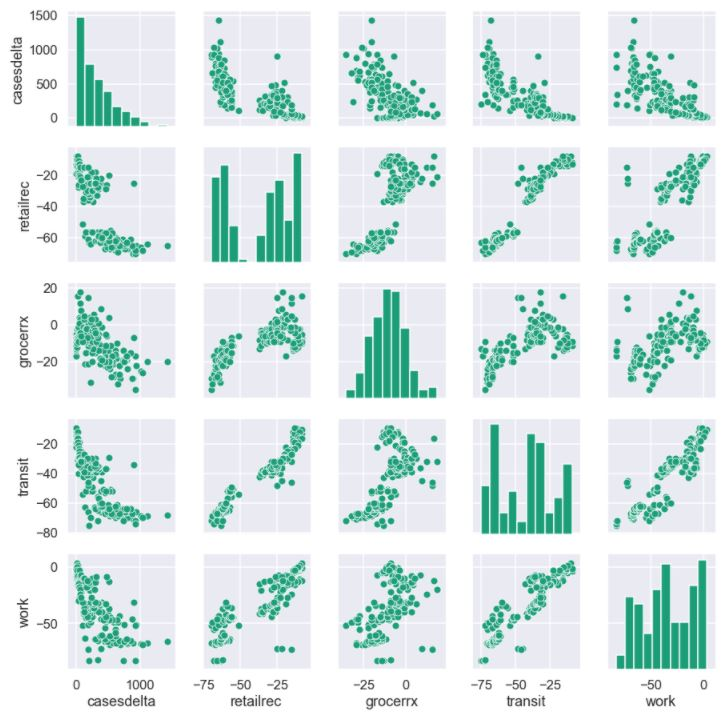 1500
1000
500
0
casesdelta
−20
−40
−60
retailrec
20
0
−20
grocerrx
−20
−40
−60
−80
transit
0
−50
work
0 1000 −75 −50 −25 −25 0 −75 −50 −25 −50 0
casesdelta retailrec grocerrx transit work